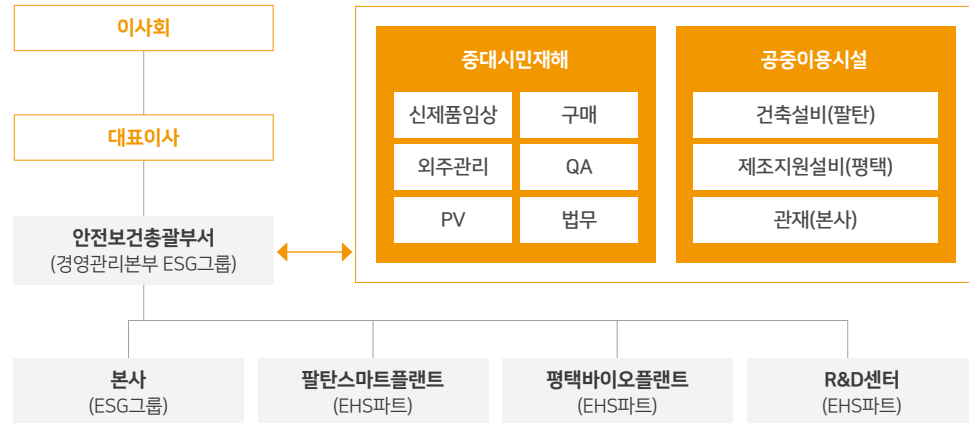 이사회
대표이사
안전보건총괄부서
(경영관리본부 ESG그룹)
중대시민재해
신제품임상
구매
외주관리
QA
PV
법무
공중이용시설
건축설비(팔탄)
제조지원설비(평택)
관재(본사)
본사
(ESG그룹)
팔탄스마트플랜트
(EHS파트)
평택바이오플랜트
(EHS파트)
R&D센터
(EHS파트)